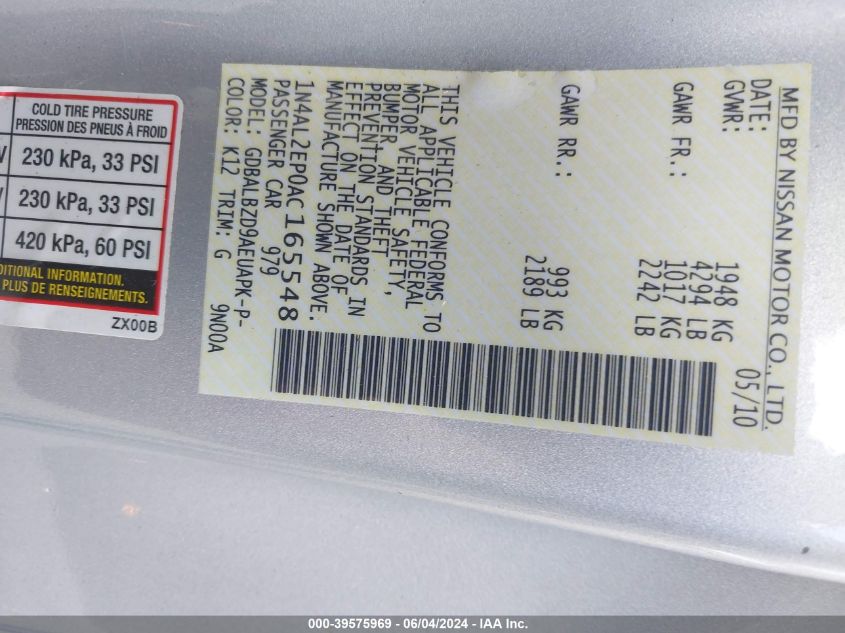 COLD TIRE PRESSURE
PRESSION DES PNEUS À FROID
230 kPa, 33 PSI
230 kPa, 33 PSI
420 kPa, 60 PSI
DITIONAL INFORMATION.
PLUS DE RENSEIGNEMENTS.
ZX00B
MFD BY NISSAN MOTOR CO., LTD.
DATE: 05/10
GVWR: 1948 KG
4294 LB
GAWR FR.: 1017 KG
2242 LB
GAWR RR.: 993 KG
2189 LB
THIS VEHICLE CONFORMS TO
ALL APPLICABLE FEDERAL
MOTOR VEHICLE SAFETY,
BUMPER, AND THEFT
PREVENTION STANDARDS IN
EFFECT ON THE DATE OF
MANUFACTURE SHOWN ABOVE.
1N4AL2EP0AC165548
PASSENGER CAR 979
MODEL: GDBALBZD9AEUAPK-P-
COLOR: K12 TRIM: G 9N00A
000-39575969 - 06/04/2024 - IAA Inc.